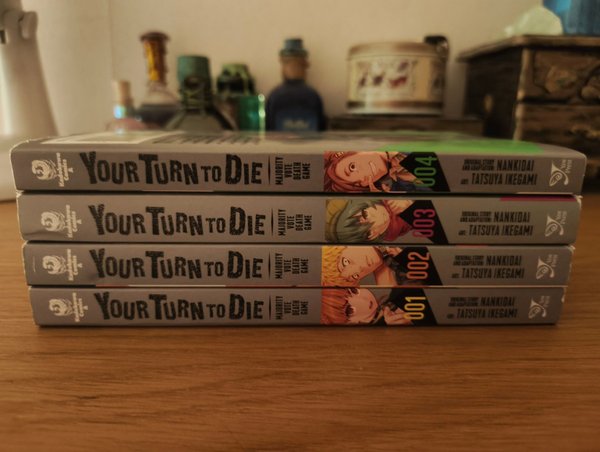 YOUR TURN TO DIE MAJORITY VOTE DEATH GAME 004 ORIGINAL STORY AND ADAPTATION: NANKIDAI ART: TATSUYA IKEGAMI
YOUR TURN TO DIE MAJORITY VOTE DEATH GAME 003 ORIGINAL STORY AND ADAPTATION: NANKIDAI ART: TATSUYA IKEGAMI
YOUR TURN TO DIE MAJORITY VOTE DEATH GAME 002 ORIGINAL STORY AND ADAPTATION: NANKIDAI ART: TATSUYA IKEGAMI
YOUR TURN TO DIE MAJORITY VOTE DEATH GAME 001 ORIGINAL STORY AND ADAPTATION: NANKIDAI ART: TATSUYA IKEGAMI